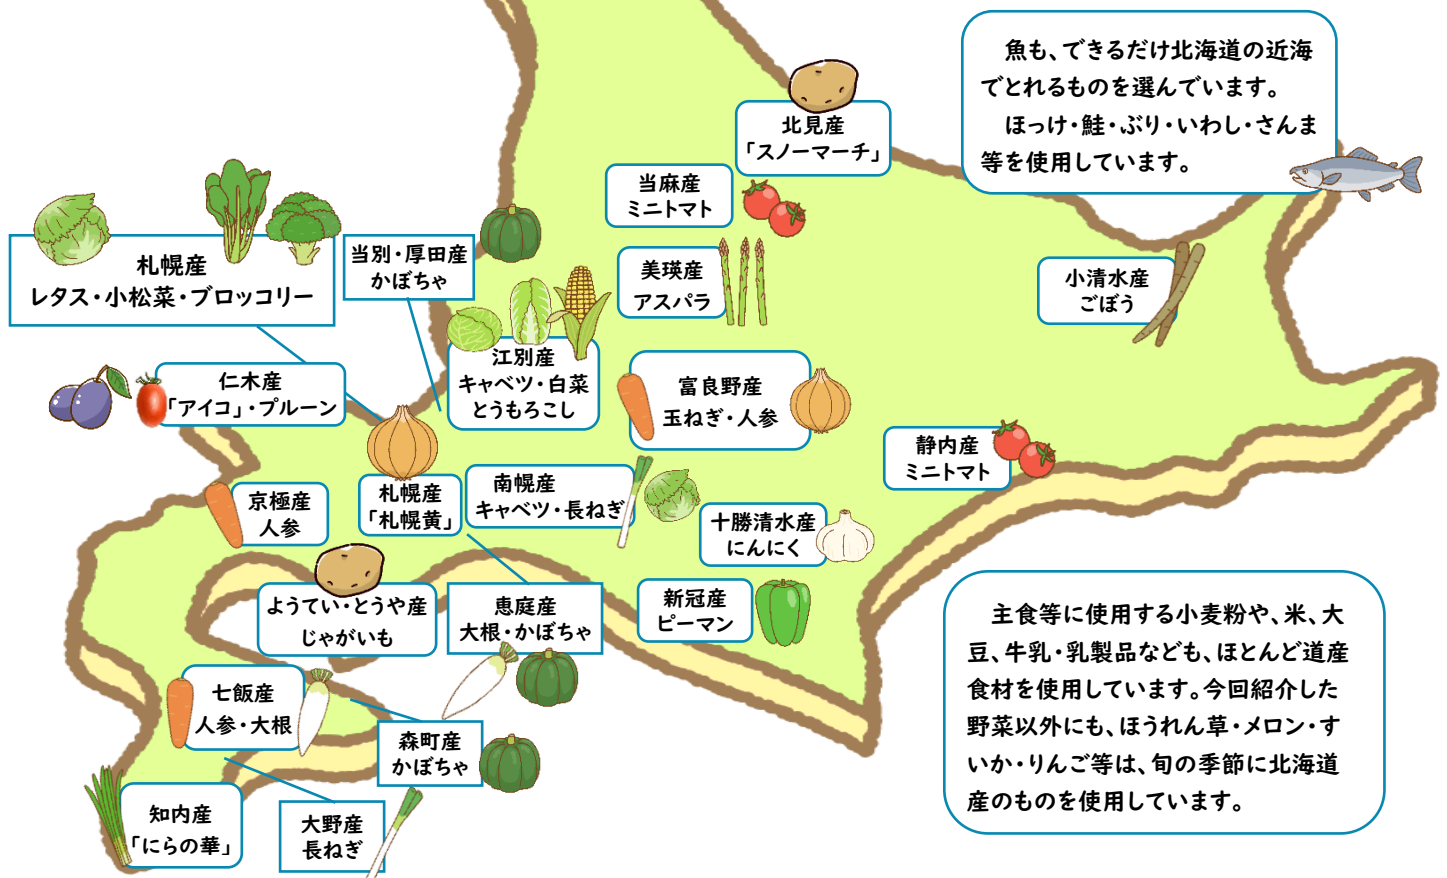 魚も、できるだけ北海道の近海
でとれるものを選んでいます。
ほっけ・鮭・ぶり・いわし・さんま
等を使用しています。
北見産
「スノーマーチ」
当麻産
ミニトマト
札幌産
レタス・小松菜・ブロッコリー
当別・厚田産
かぼちゃ
美瑛産
アスパラ
小清水産
ごぼう
江別産
キャベツ・白菜
とうもろこし
仁木産
「アイコ」・プルーン
富良野産
玉ねぎ・人参
静内産
ミニトマト
京極産
人参
札幌産
「札幌黄」
南幌産
キャベツ・長ねぎ
十勝清水産
にんにく
ようてい・とうや産
じゃがいも
恵庭産
大根・かぼちゃ
新冠産
ピーマン
主食等に使用する小麦粉や、米、大
豆、牛乳・乳製品なども、ほとんど道産
食材を使用しています。今回紹介した
野菜以外にも、ほうれん草・メロン・す
いか・りんご等は、旬の季節に北海道
産のものを使用しています。
七飯産
人参・大根
森町産
かぼちゃ
知内産
「にらの華」
大野産
長ねぎ